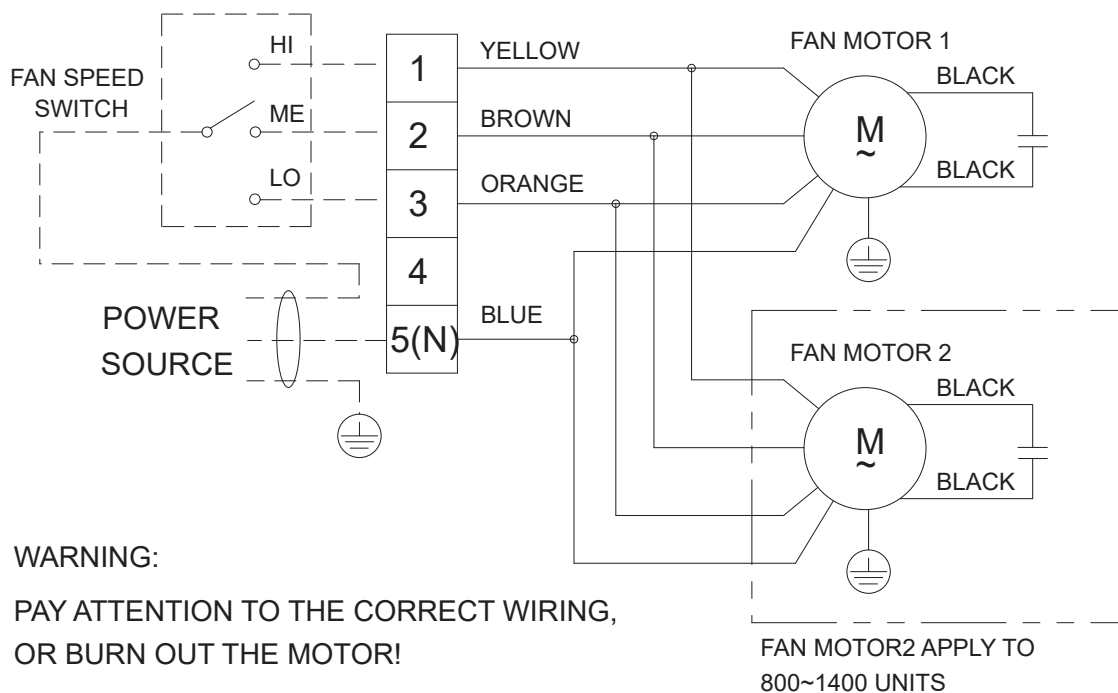 FAN SPEED
SWITCH
HI
ME
LO
1
2
3
4
5(N)
YELLOW
BROWN
ORANGE
BLUE
FAN MOTOR 1
BLACK
M
~
BLACK
POWER
SOURCE
FAN MOTOR 2
BLACK
M
~
BLACK
WARNING:
PAY ATTENTION TO THE CORRECT WIRING,
OR BURN OUT THE MOTOR!
FAN MOTOR2 APPLY TO
800~1400 UNITS